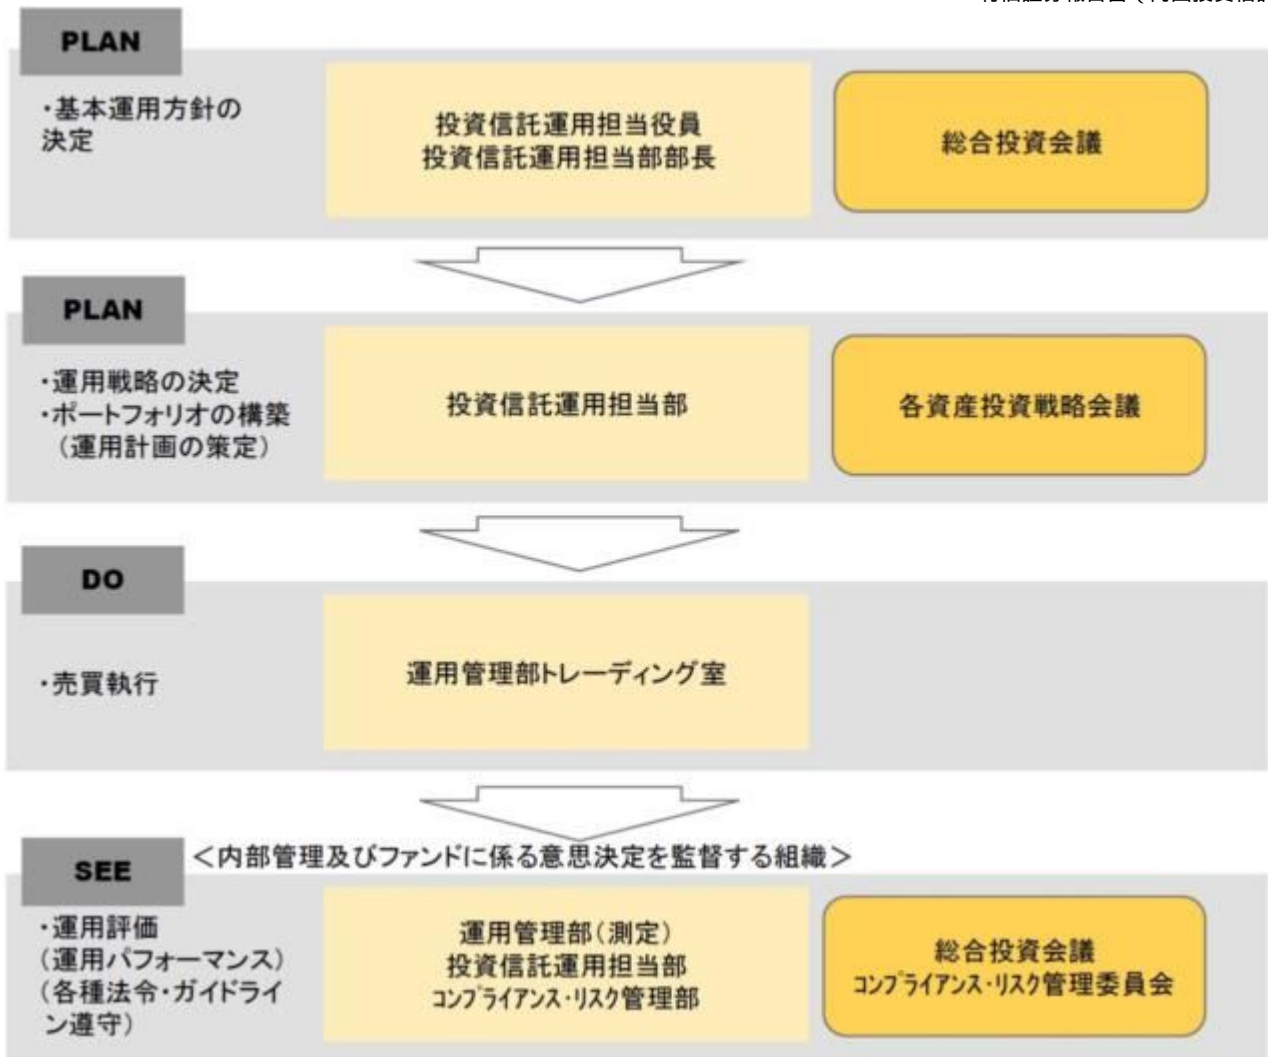 PLAN
・基本運用方針の
決定
投資信託運用担当役員
投資信託運用担当部部長
総合投資会議
PLAN
・運用戦略の決定
・ポートフォリオの構築
（運用計画の策定）
投資信託運用担当部
各資産投資戦略会議
DO
・売買執行
運用管理部トレーディング室
SEE
＜内部管理及びファンドに係る意思決定を監督する組織＞
・運用評価
（運用パフォーマンス）
（各種法令・ガイドライ
ン遵守）
運用管理部（測定）
投資信託運用担当部
ｺﾝﾌﾟﾗｲｱﾝｽ・ﾘｽｸ管理部
総合投資会議
ｺﾝﾌﾟﾗｲｱﾝｽ・ﾘｽｸ管理委員会